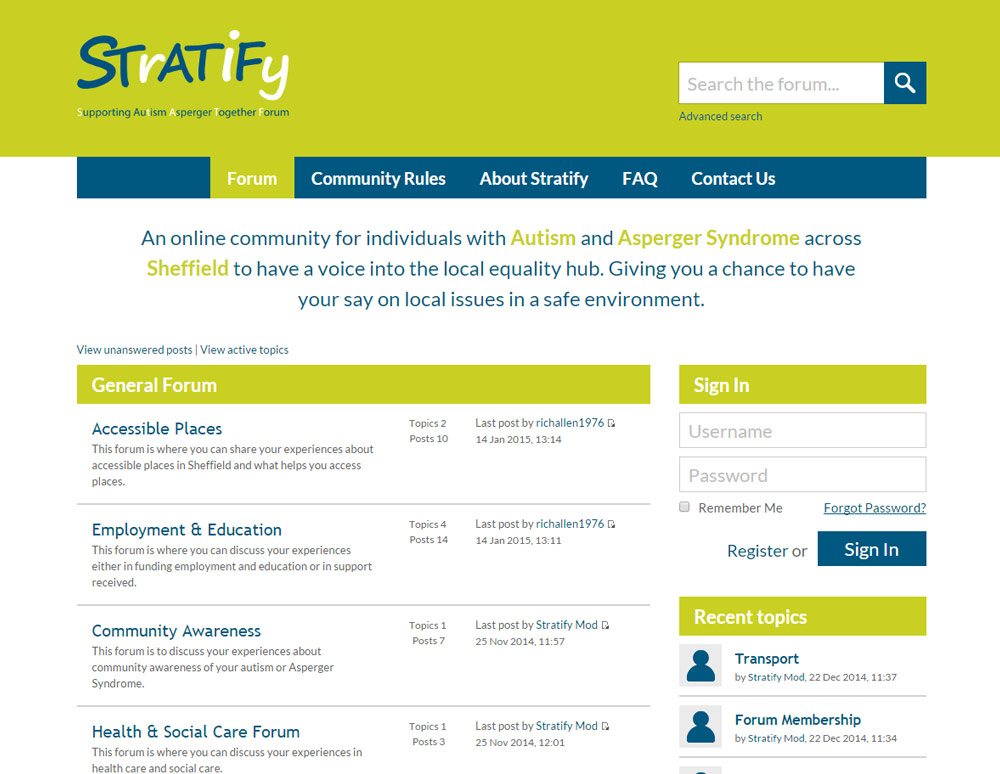 StrATiFy
Supporting Autism Asperger Together Forum
Search the forum...
Advanced search
Forum
Community Rules
About Stratify
FAQ
Contact Us
An online community for individuals with Autism and Asperger Syndrome across
Sheffield to have a voice into the local equality hub. Giving you a chance to have
your say on local issues in a safe environment.
View unanswered posts | View active topics
General Forum
Accessible Places
This forum is where you can share your experiences about
accessible places in Sheffield and what helps you access
places.
Topics 2
Posts 10
Last post by richallen1976
14 Jan 2015, 13:14
Employment & Education
This forum is where you can discuss your experiences
either in funding employment and education or in support
received.
Topics 4
Posts 14
Last post by richallen1976
14 Jan 2015, 13:11
Community Awareness
This forum is to discuss your experiences about
community awareness of your autism or Asperger
Syndrome.
Topics 1
Posts 7
Last post by Stratify Mod
25 Nov 2014, 11:57
Health & Social Care Forum
This forum is where you can discuss your experiences in
health care and social care.
Topics 1
Posts 3
Last post by Stratify Mod
25 Nov 2014, 12:01
Sign In
Username
Password
Remember Me
Forgot Password?
Register or
Sign In
Recent topics
Transport
by Stratify Mod, 22 Dec 2014, 11:37
Forum Membership
by Stratify Mod, 22 Dec 2014, 11:34